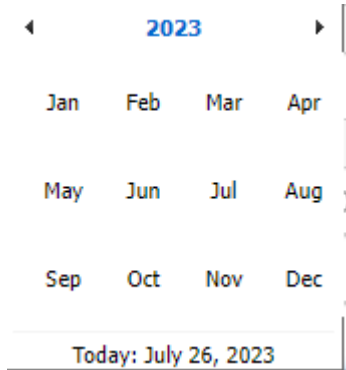 2023
Jan Feb Mar Apr
May Jun Jul Aug
Sep Oct Nov Dec
Today: July 26, 2023